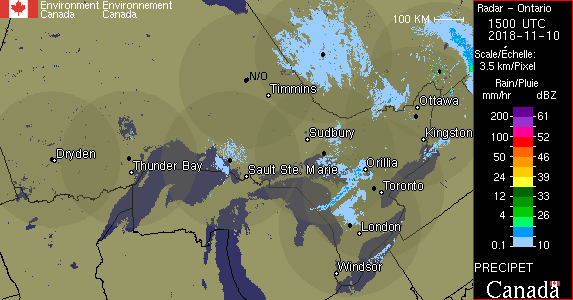 Environment Environnement
Canada Canada
100 KM
N/O
Timmins
Ottawa
Sudbury
Kingston
Dryden
Thunder Bay
Sault Ste. Marie
Orillia
Toronto
London
Windsor
Radar - Ontario
1500 UTC
2018-11-10
Scale/Échelle:
3.5 km/Pixel
Rain/Pluie
mm/hr dBZ
200 61
100 52
50 46
24 39
12 33
4 26
0.1 10
PRECIPET
Canada